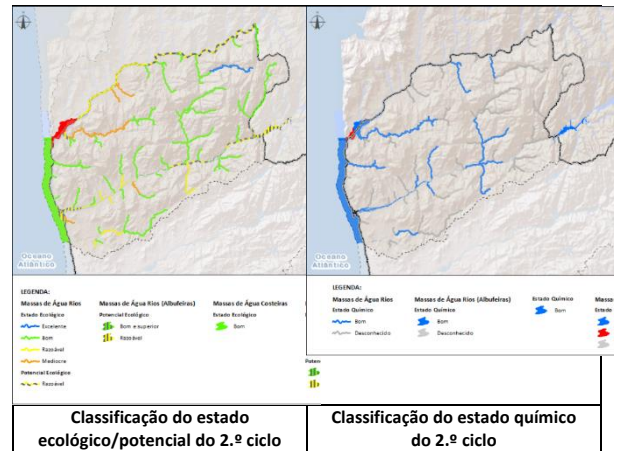 Oceano
Atlântico
LEGENDA:
Massas de Água Rios
Estado Ecológico
Excelente
Bom
Razoável
Medíocre
Potencial Ecológico
Razoável
Massas de Água Rios (Albufeiras)
Potencial Ecológico
Bom e superior
Razoável
Massas de Água Costeiras
Estado Ecológico
Bom
Poten
Oceano
Atlântico
LEGENDA:
Massas de Água Rios
Estado Químico
Bom
Desconhecido
Massas de Água Rios (Albufeiras)
Estado Químico
Bom
Desconhecido
Estado Químico
Bom
Massa
Estado
Classificação do estado
ecológico/potencial do 2.º ciclo
Classificação do estado químico
do 2.º ciclo